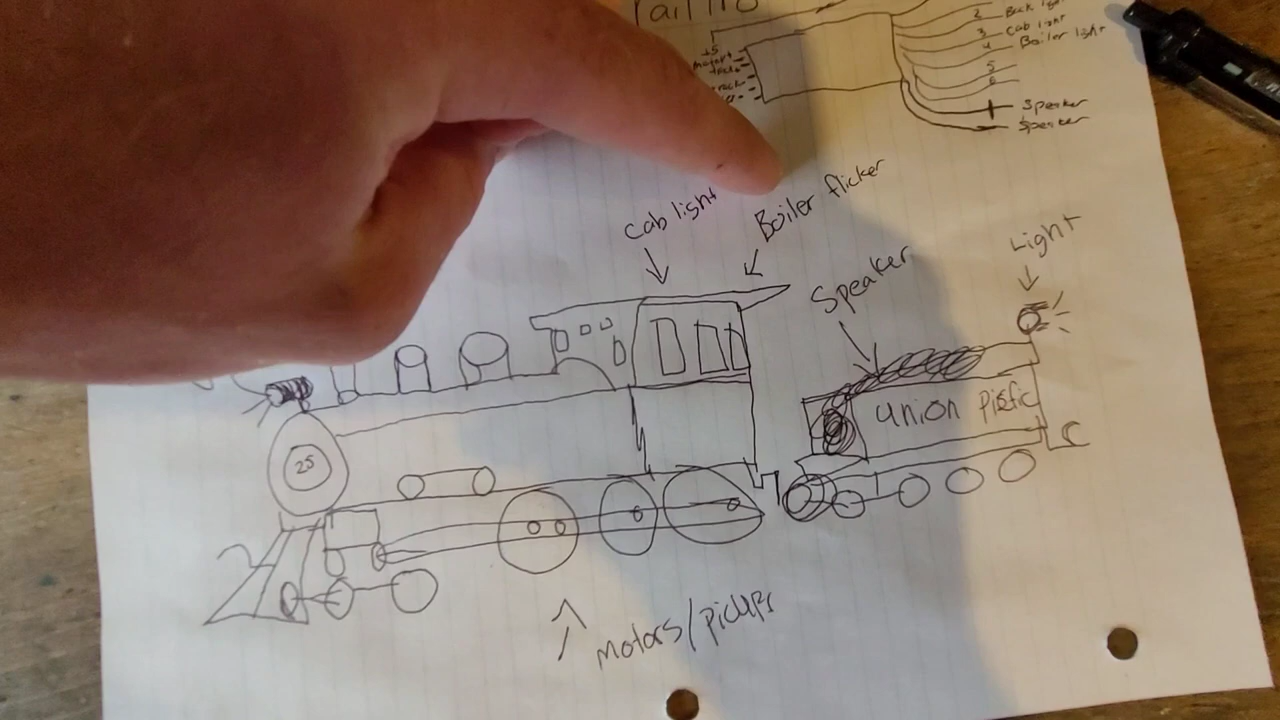 2 Back light
3 Cab light
4 Boiler light
5
6
+5
Speaker
Speaker
Cab light
Boiler flicker
Light
Speaker
union Pisfic
25
motors/pickups